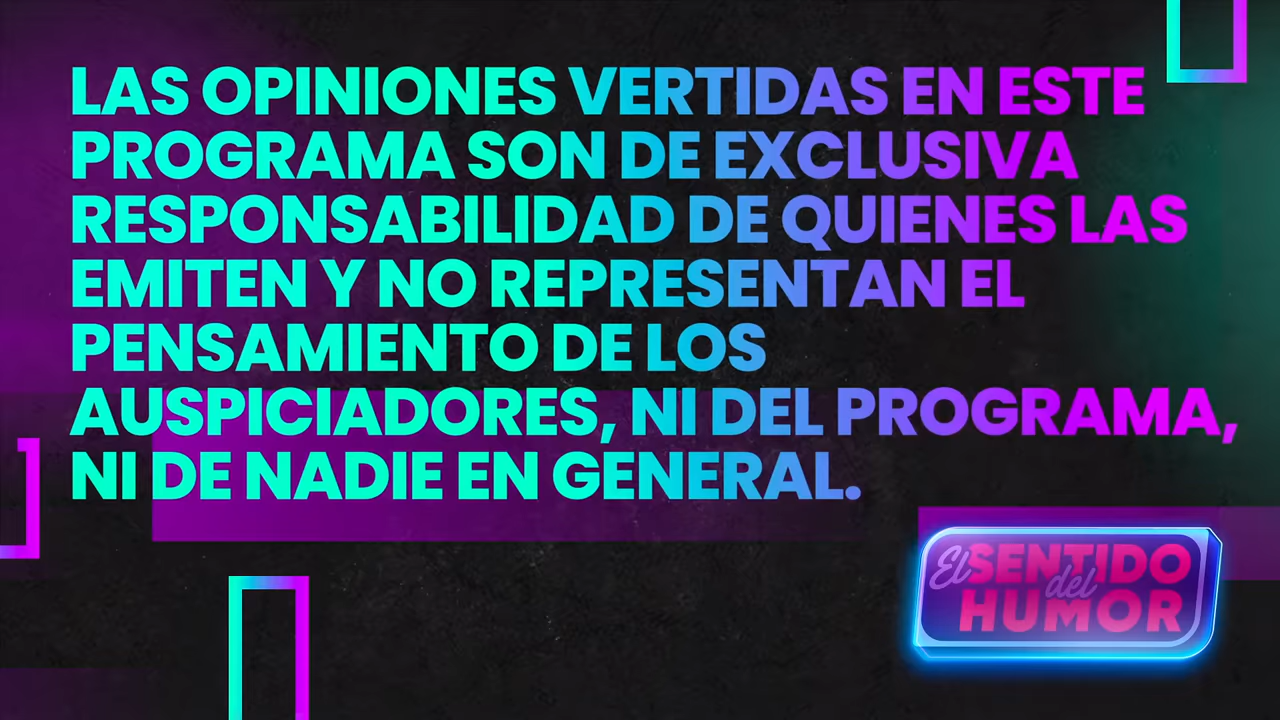 LAS OPINIONES VERTIDAS EN ESTE
PROGRAMA SON DE EXCLUSIVA
RESPONSABILIDAD DE QUIENES LAS
EMITEN Y NO REPRESENTAN EL
PENSAMIENTO DE LOS
AUSPICIADORES, NI DEL PROGRAMA,
NI DE NADIE EN GENERAL.
El SENTIDO
del
HUMOR